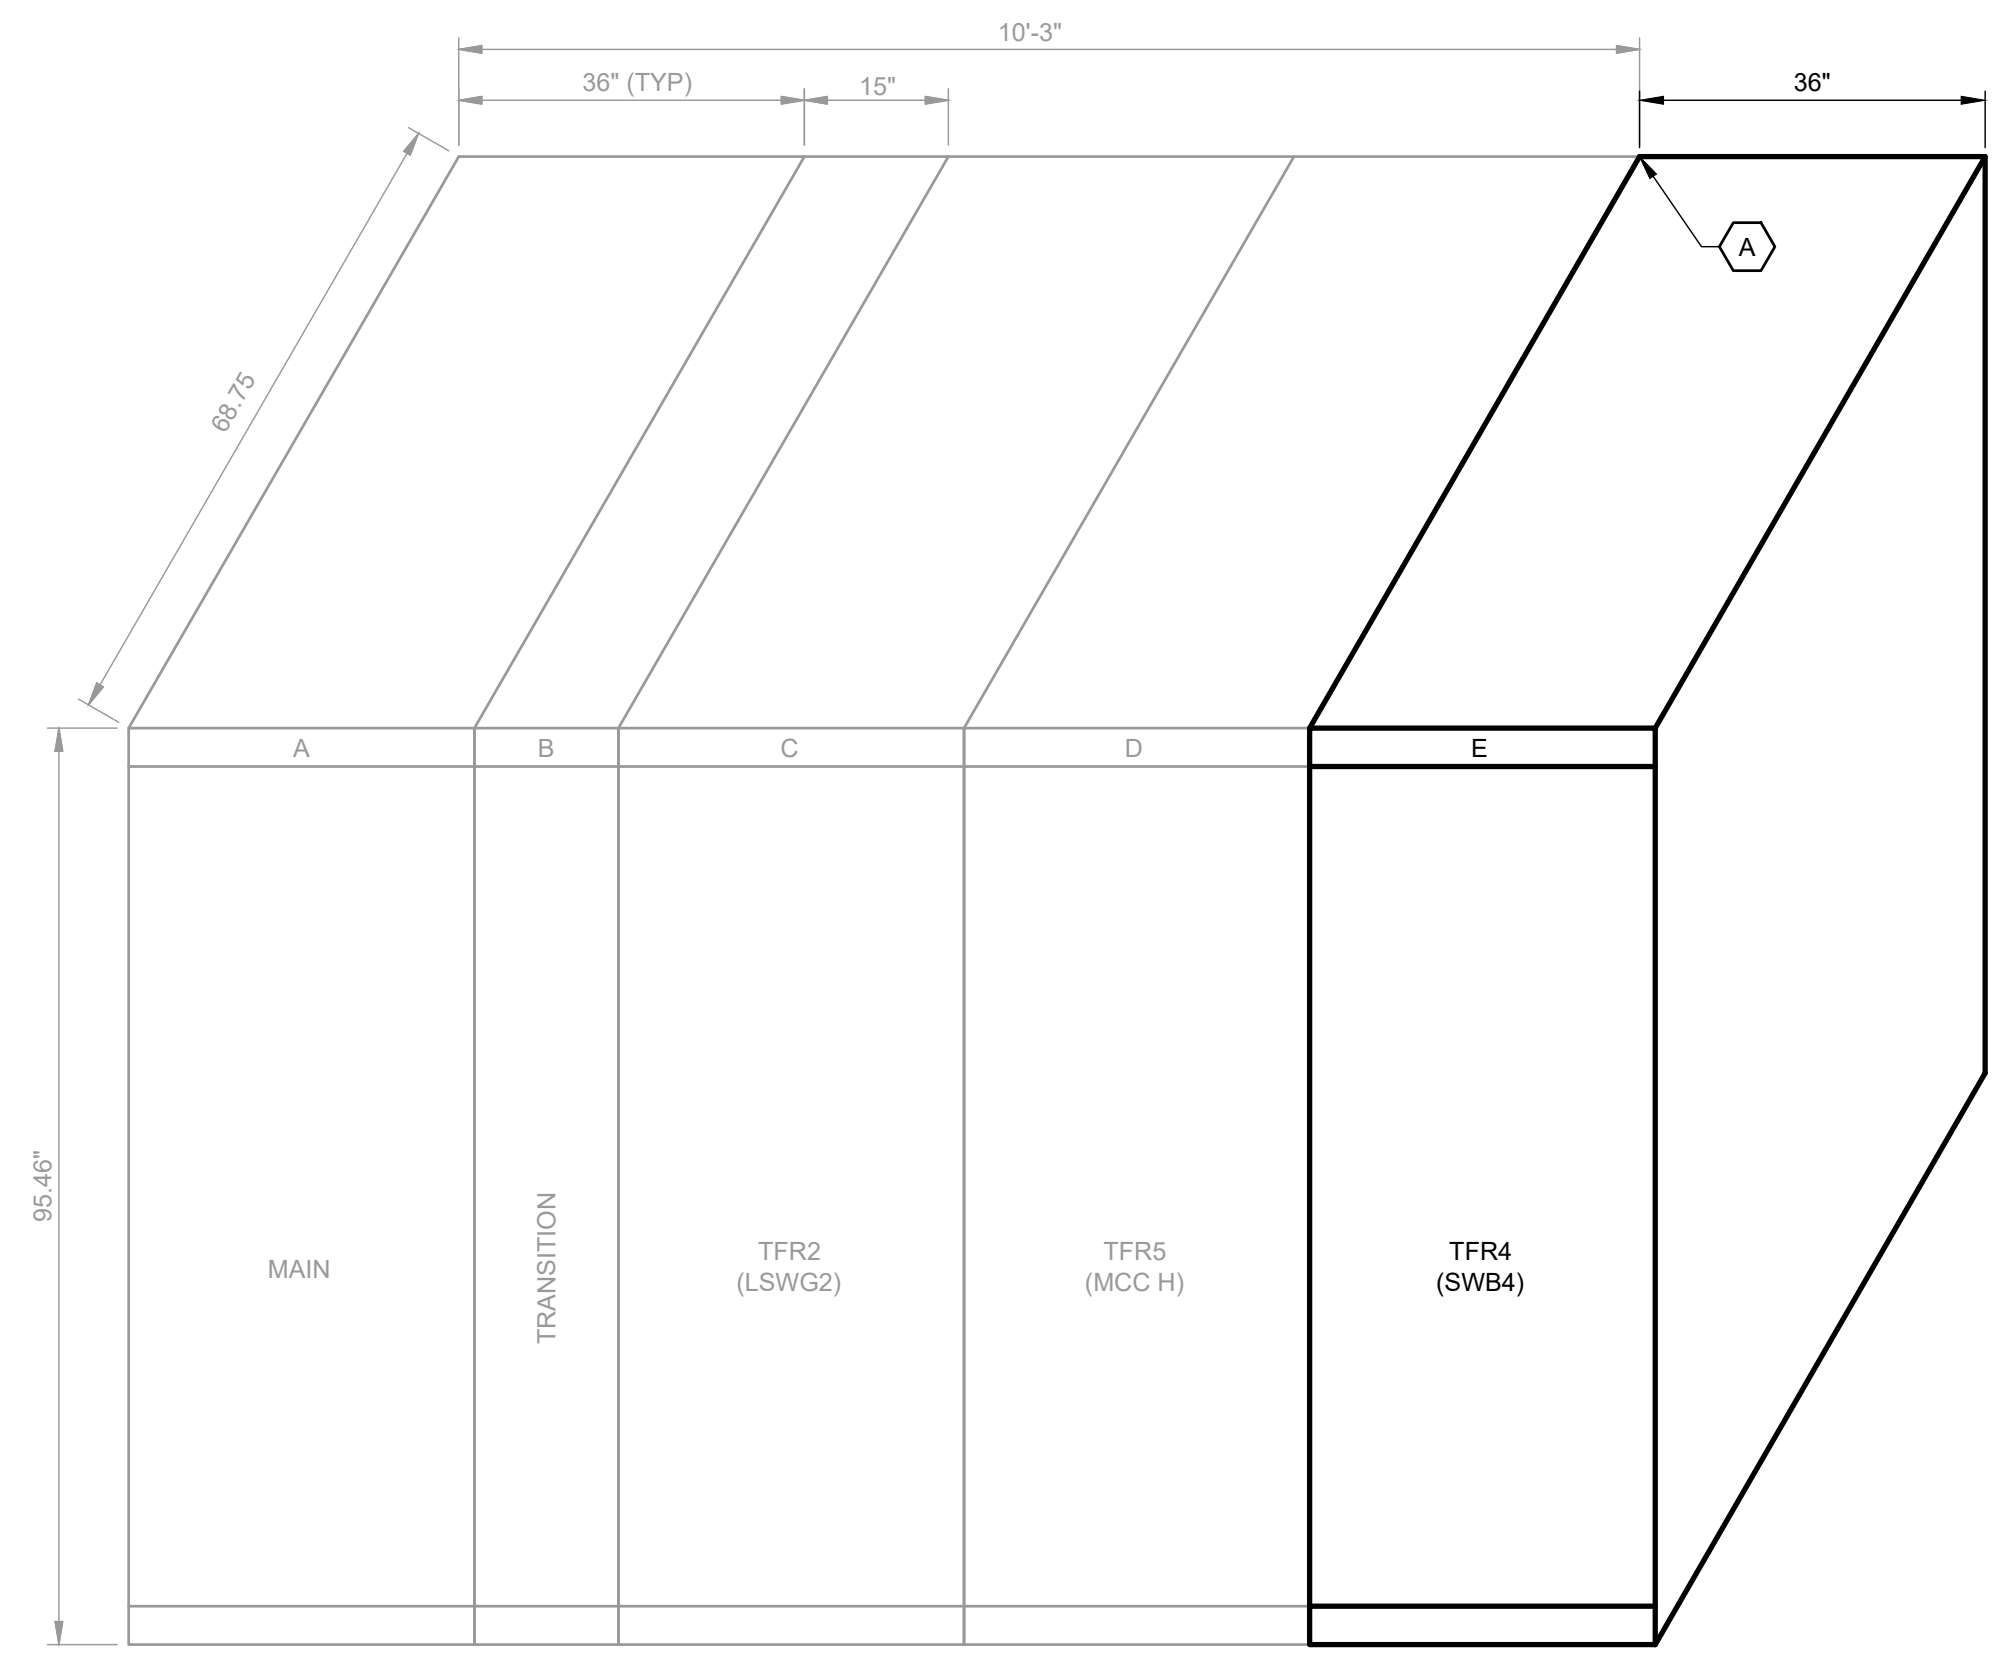 10'-3"
36" (TYP)
15"
36"
A
68.75
A
B
C
D
E
95.46"
MAIN
TRANSITION
TFR2
(LSWG2)
TFR5
(MCC H)
TFR4
(SWB4)